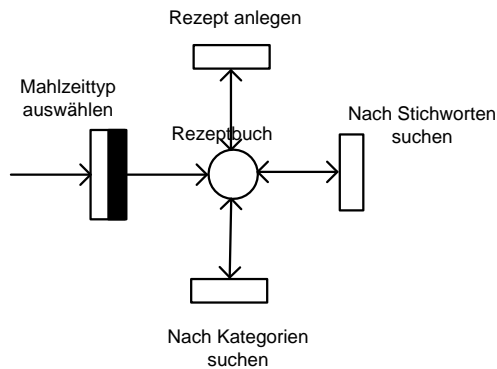 Rezept anlegen
Mahlzeittyp
auswählen
Rezeptbuch
Nach Stichworten
suchen
Nach Kategorien
suchen